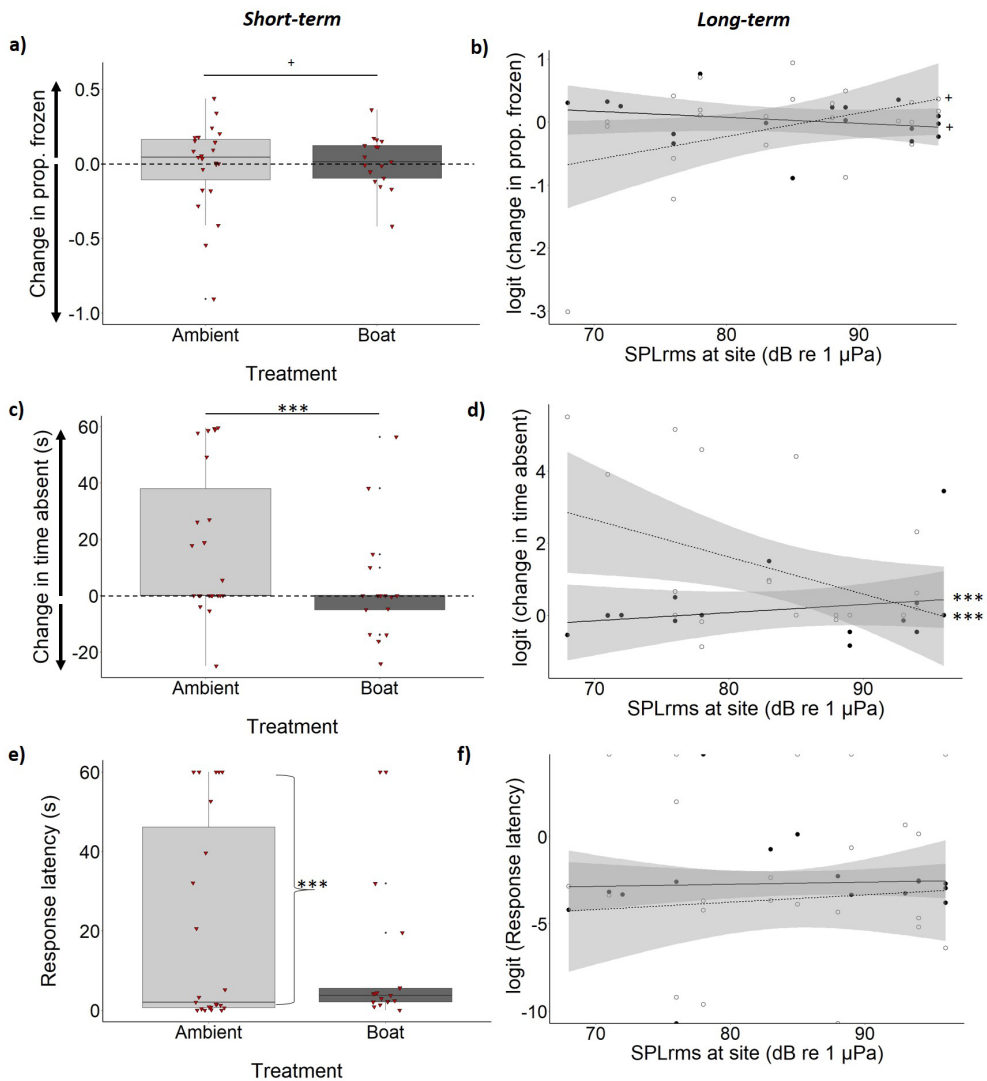 Short-term
Long-term
a)
Change in prop. frozen
0.5
0.0
-0.5
-1.0
+
Ambient
Boat
Treatment
b)
logit (change in prop. frozen)
1
0
-1
-2
-3
+
+
70
80
90
SPLrms at site (dB re 1 µPa)
c)
Change in time absent (s)
60
40
20
0
-20
***
Ambient
Boat
Treatment
d)
logit (change in time absent)
4
2
0
***
***
70
80
90
SPLrms at site (dB re 1 µPa)
e)
Response latency (s)
60
40
20
0
***
Ambient
Boat
Treatment
f)
logit (Response latency)
0
-5
-10
70
80
90
SPLrms at site (dB re 1 µPa)